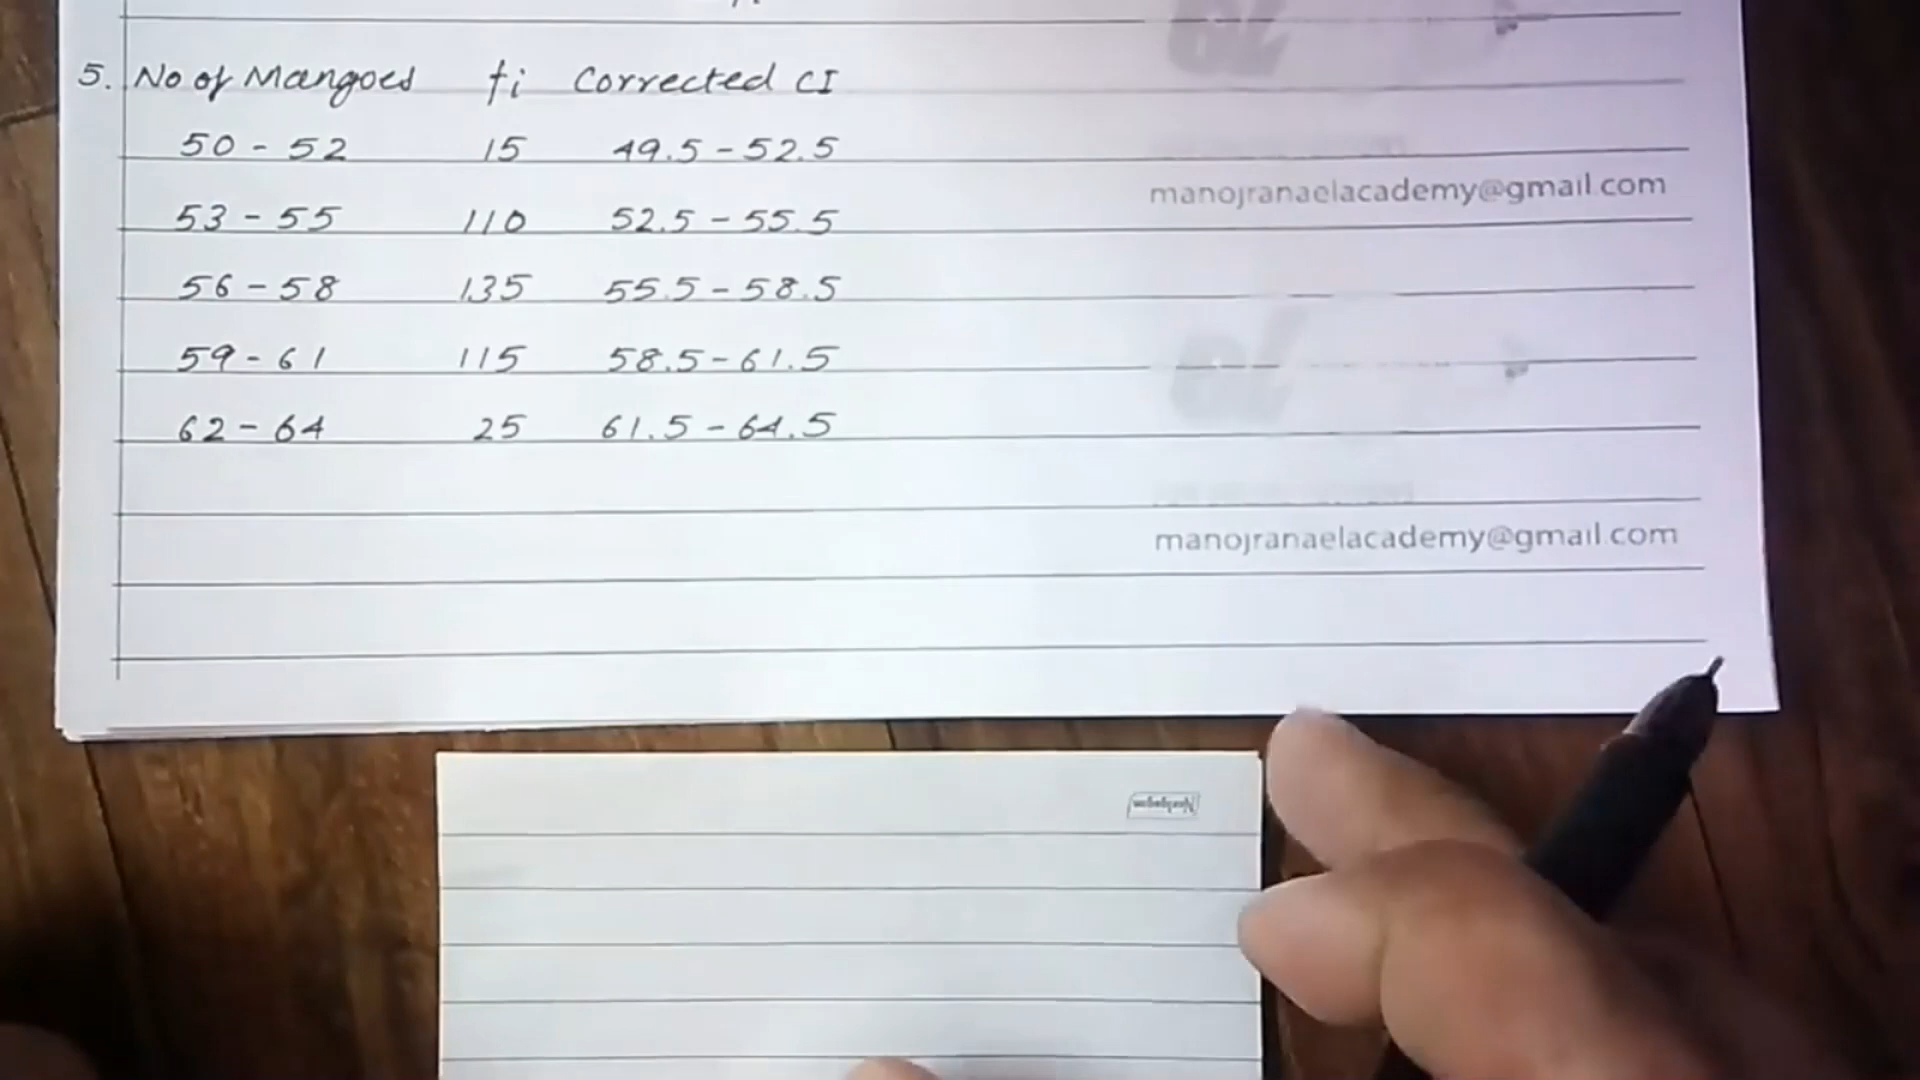 5. No of Mangoes fi Corrected CI
50 - 52 15 49.5 - 52.5
manojranaelacademy@gmail.com
53 - 55 110 52.5 - 55.5
56 - 58 135 55.5 - 58.5
59 - 61 115 58.5 - 61.5
62 - 64 25 61.5 - 64.5
manojranaelacademy@gmail.com